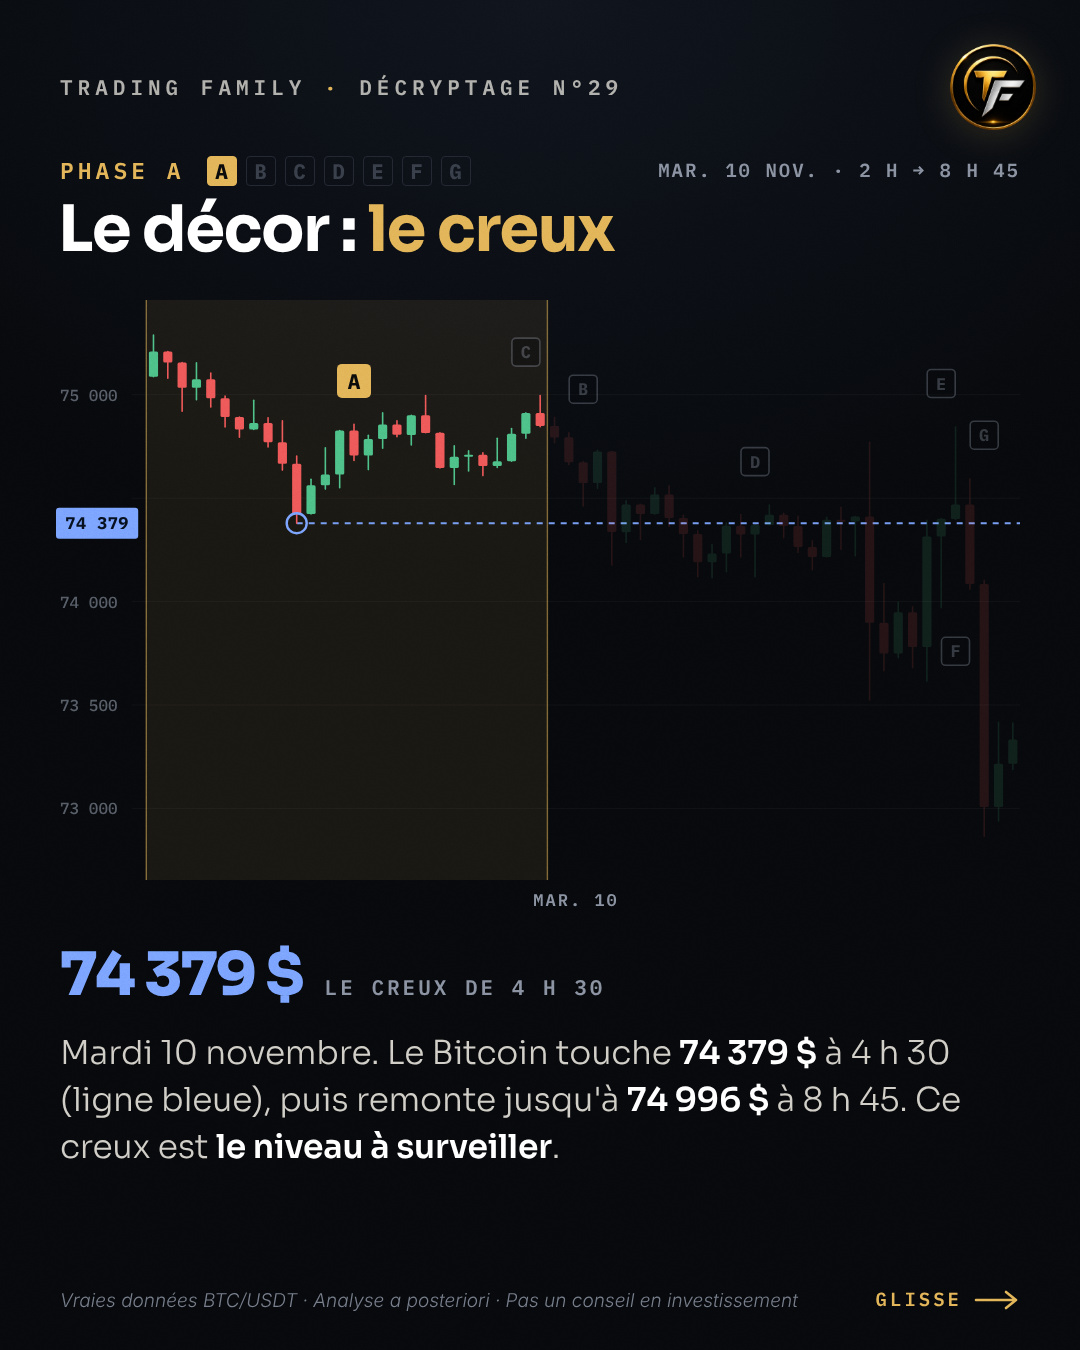 TRADING FAMILY · DÉCRYPTAGE N°29
TF
PHASE A A B C D E F G
MAR. 10 NOV. · 2 H → 8 H 45
Le décor : le creux
C
A
B
E
G
D
F
75 000
74 379
74 000
73 500
73 000
MAR. 10
74 379 $ LE CREUX DE 4 H 30
Mardi 10 novembre. Le Bitcoin touche 74 379 $ à 4 h 30
(ligne bleue), puis remonte jusqu'à 74 996 $ à 8 h 45. Ce
creux est le niveau à surveiller.
Vraies données BTC/USDT · Analyse a posteriori · Pas un conseil en investissement
GLISSE →